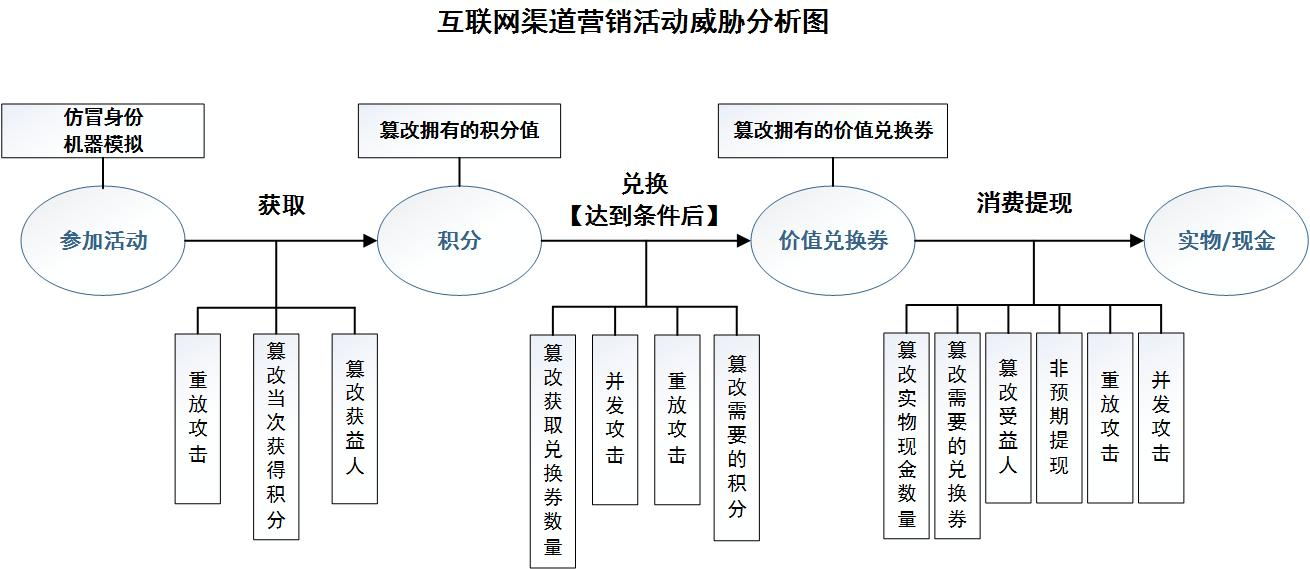 互联网渠道营销活动威胁分析图
仿冒身份
机器模拟
篡改拥有的积分值
篡改拥有的价值兑换券
获取
兑换
【达到条件后】
消费提现
参加活动
积分
价值兑换券
实物/现金
重放攻击
篡改当次获得积分
篡改获益人
篡改获取兑换券数量
并发攻击
重放攻击
篡改需要的积分
篡改实物现金数量
篡改需要的兑换券
篡改受益人
非预期提现
重放攻击
并发攻击